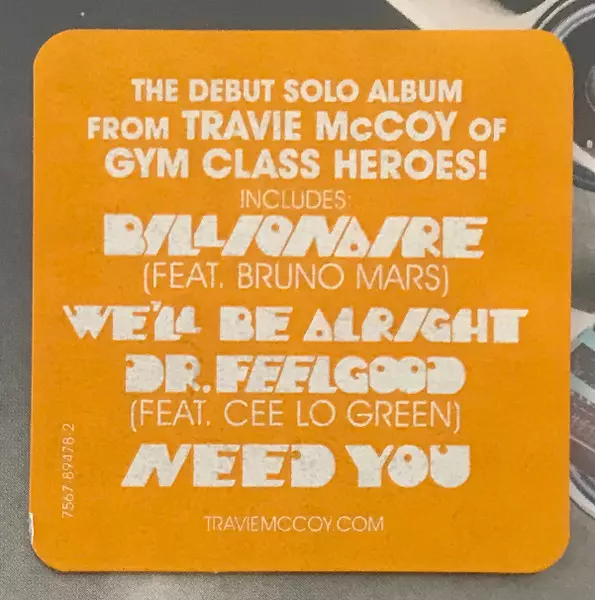 THE DEBUT SOLO ALBUM
FROM TRAVIE McCOY OF
GYM CLASS HEROES!
INCLUDES:
BILLIONAIRE
(FEAT. BRUNO MARS)
WE'LL BE ALRIGHT
DR. FEELGOOD
(FEAT. CEE LO GREEN)
NEED YOU
TRAVIEMCCOY.COM
7567 89478 2